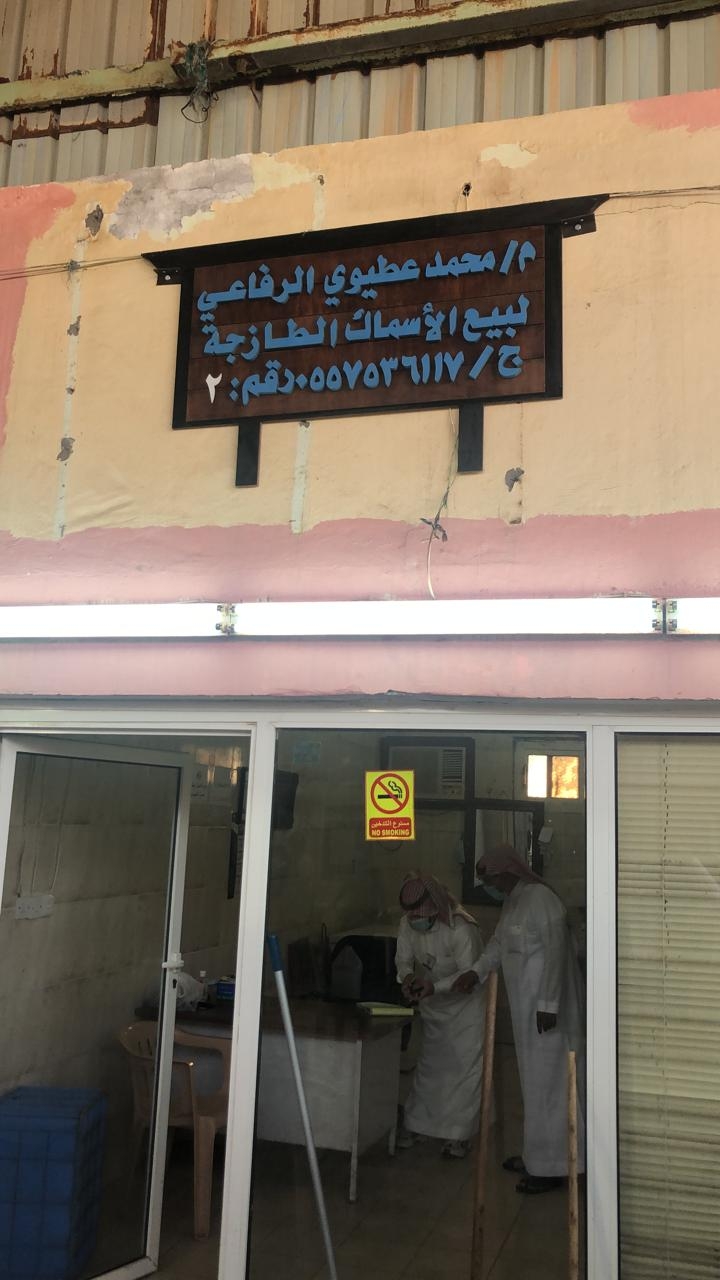 م/ محمد عطيوي الرفاعي
لبيع الأسماك الطازجة
ج/ ٠٥٥٧٥٣٦١١٧ رقم: ٢
ممنوع التدخين
NO SMOKING